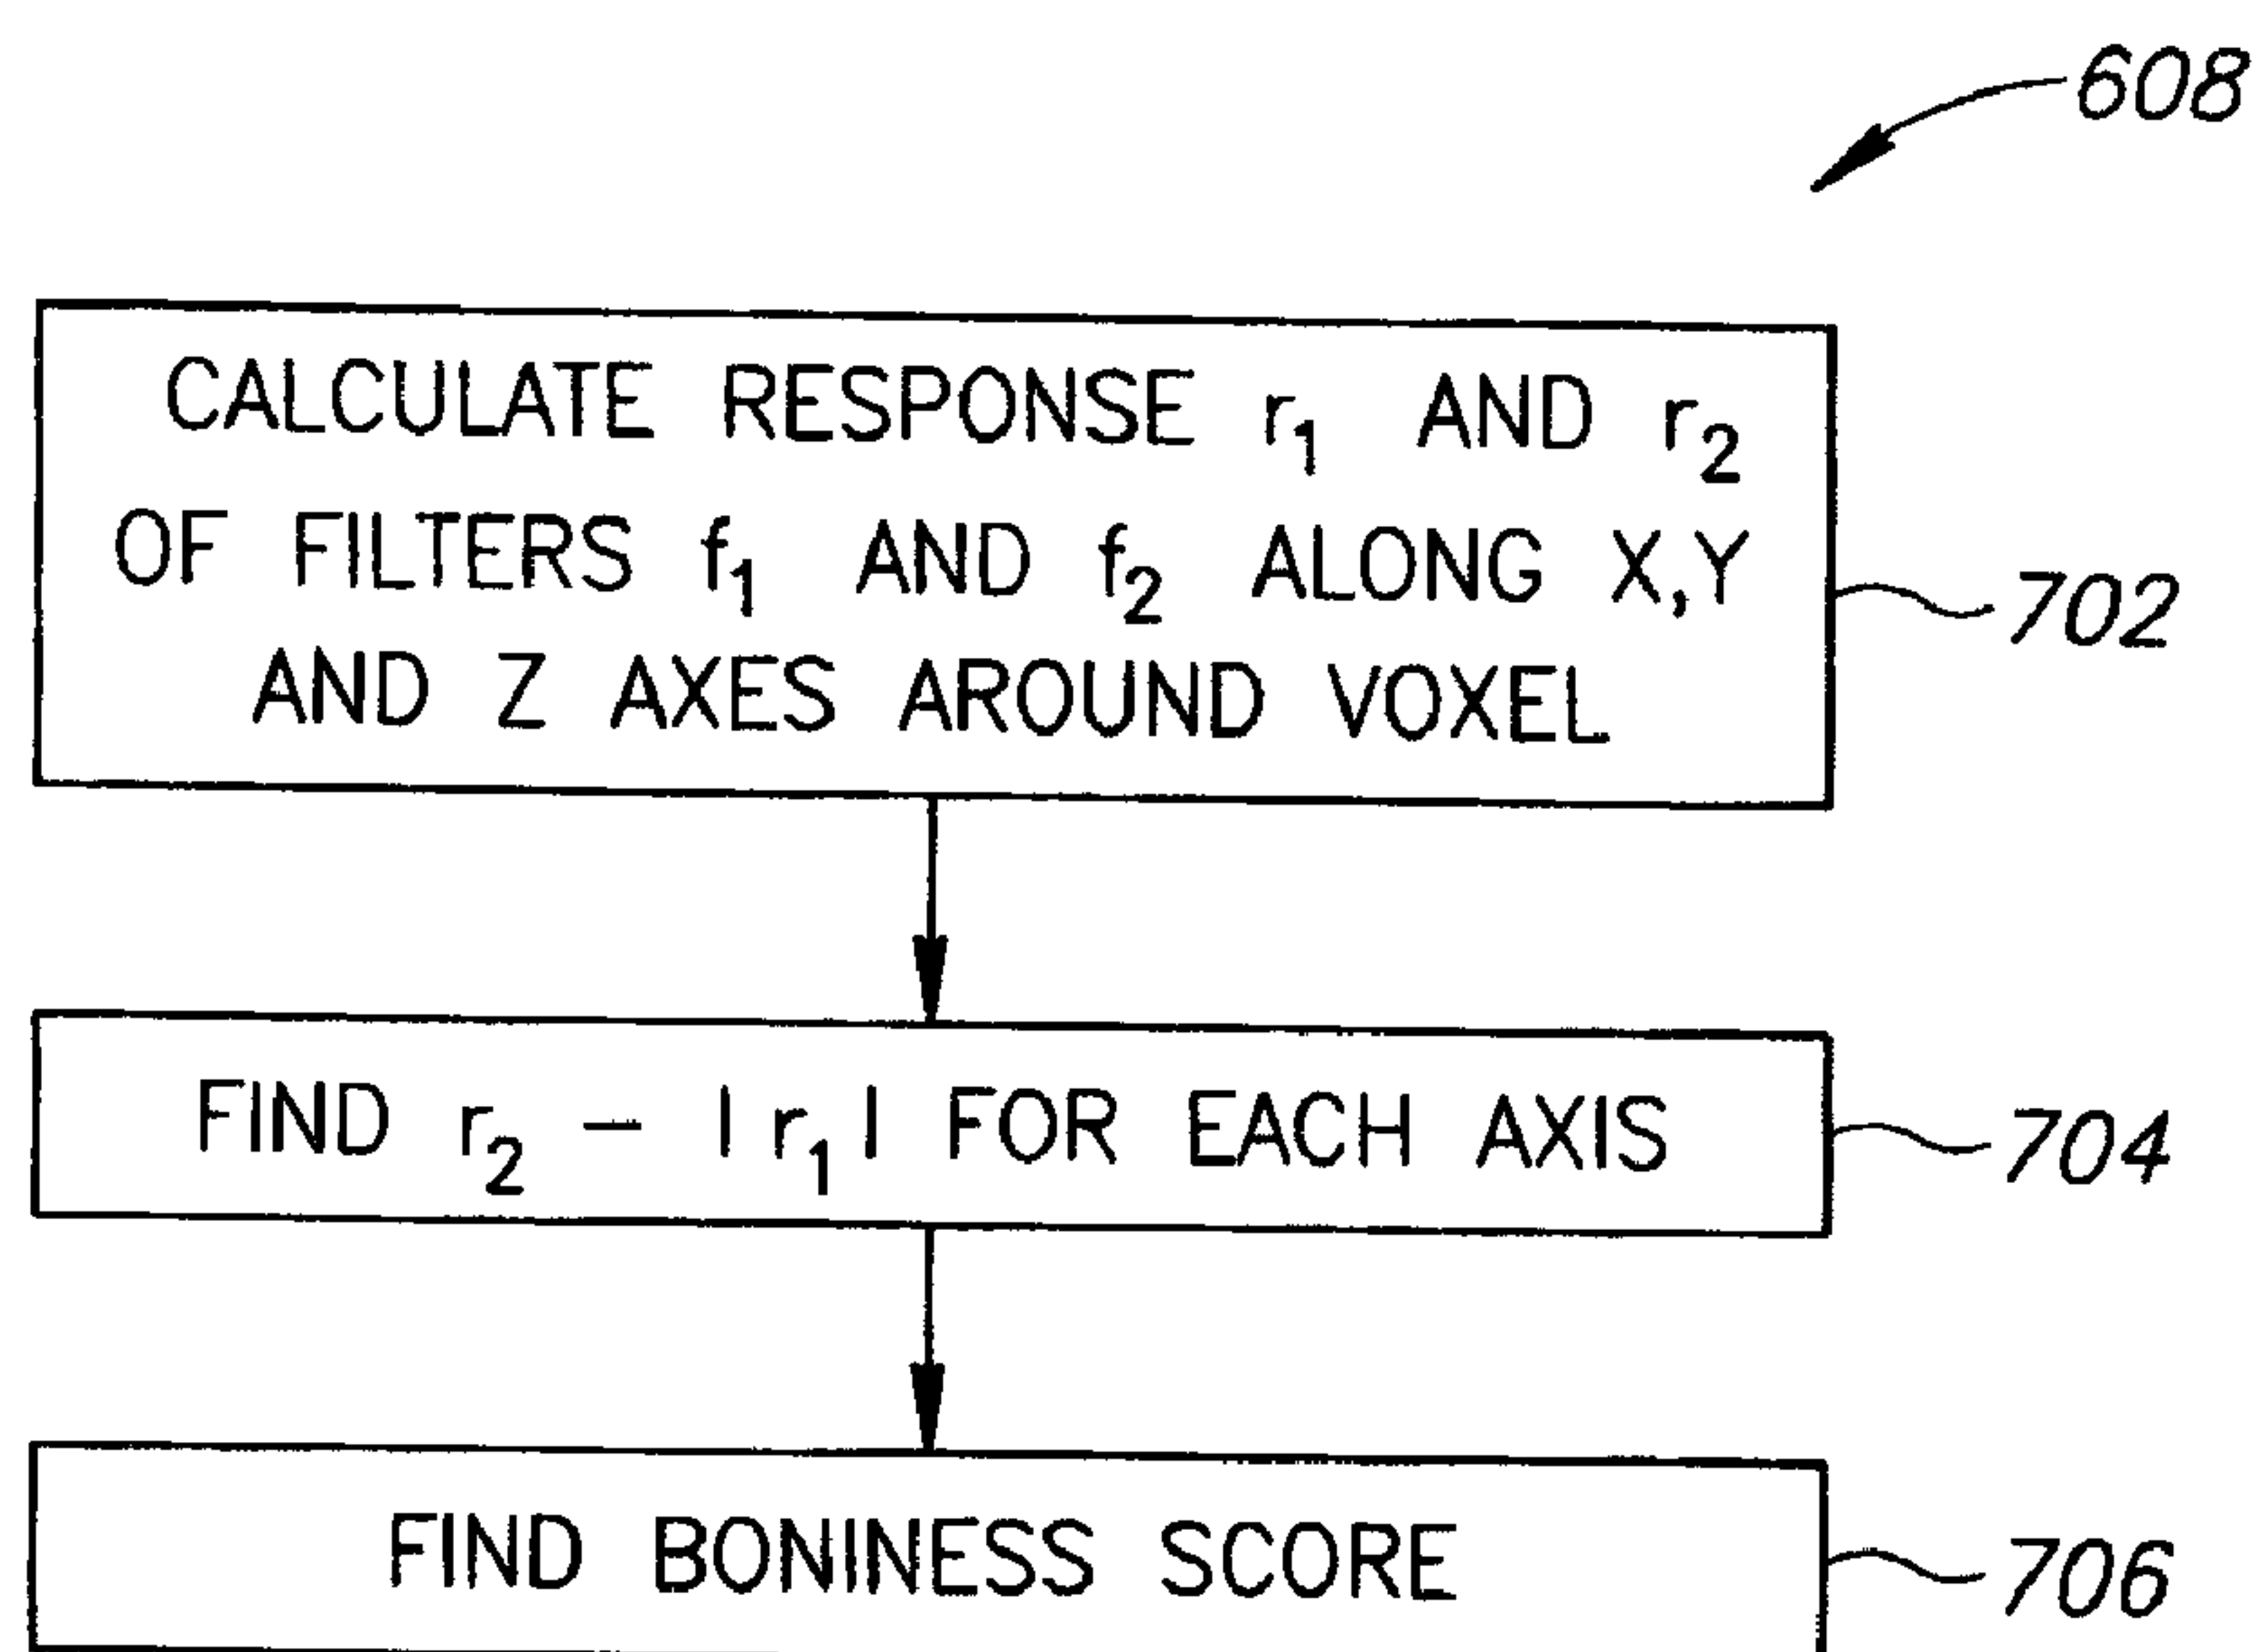 608
CALCULATE RESPONSE r₁ AND r₂
OF FILTERS f₁ AND f₂ ALONG X,Y
AND Z AXES AROUND VOXEL
702
FIND r₂ – | r₁ | FOR EACH AXIS
704
FIND BONINESS SCORE
706